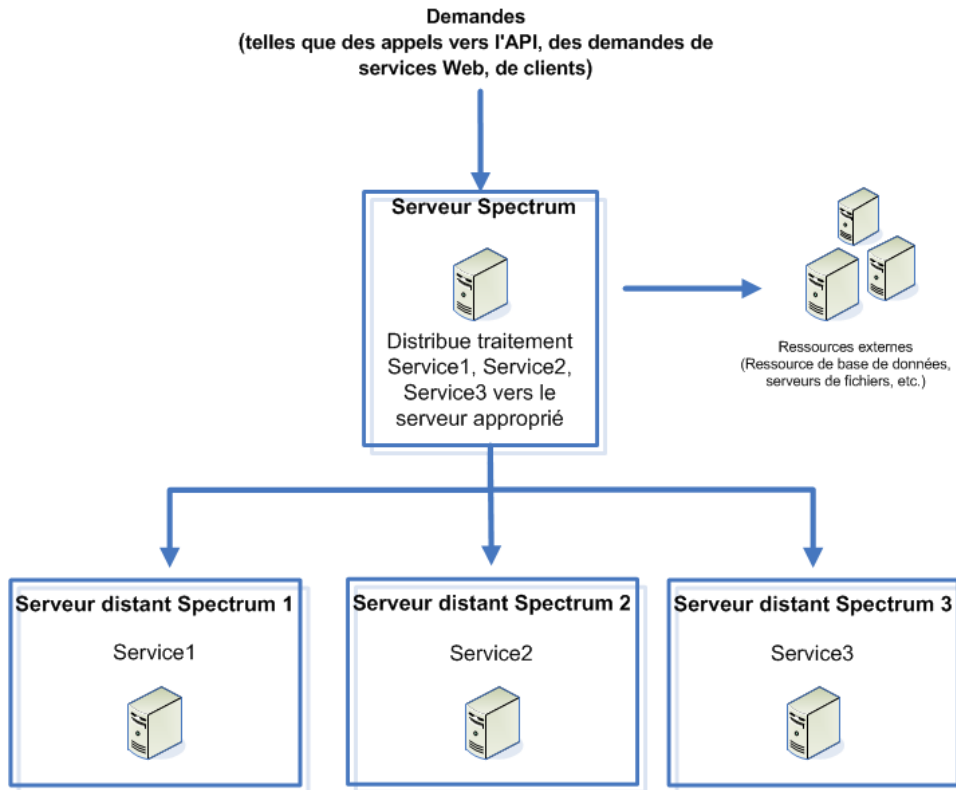 Demandes
(telles que des appels vers l'API, des demandes de
services Web, de clients)
Serveur Spectrum
Distribue traitement
Service1, Service2,
Service3 vers le
serveur approprié
Ressources externes
(Ressource de base de données,
serveurs de fichiers, etc.)
Serveur distant Spectrum 1
Service1
Serveur distant Spectrum 2
Service2
Serveur distant Spectrum 3
Service3